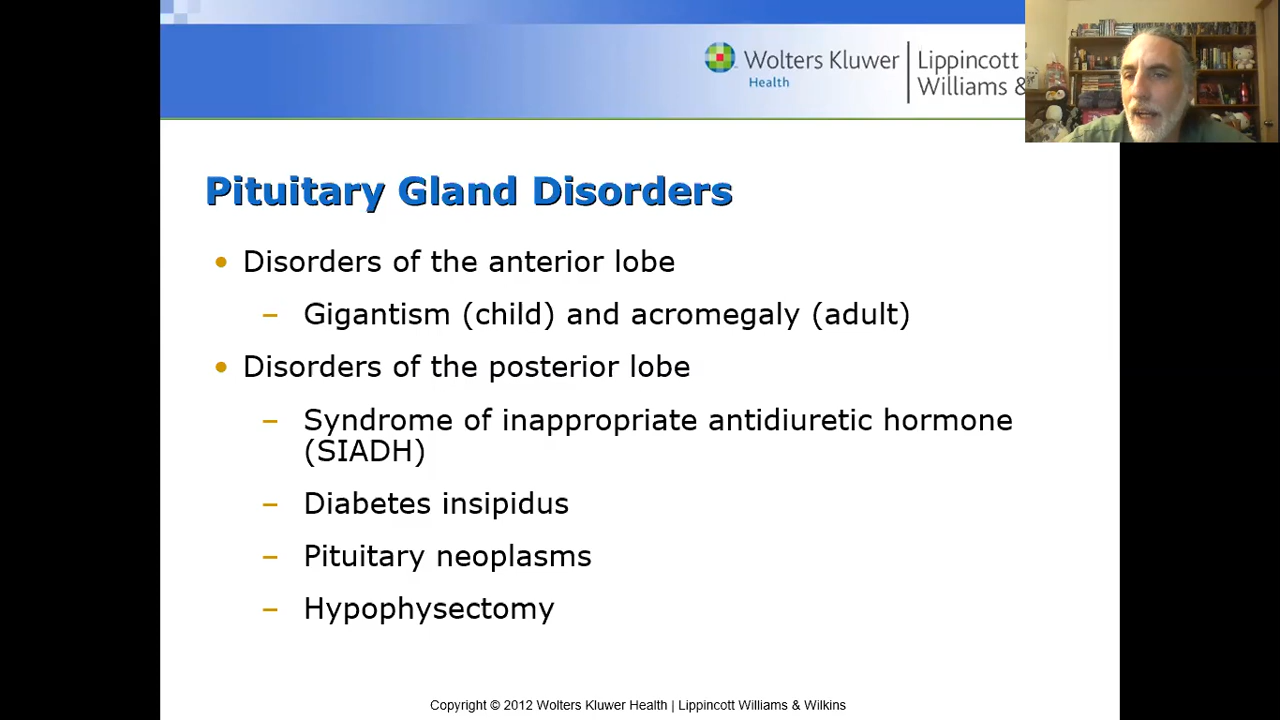 Wolters Kluwer
Health
Lippincott
Williams &
Pituitary Gland Disorders
• Disorders of the anterior lobe
– Gigantism (child) and acromegaly (adult)
• Disorders of the posterior lobe
– Syndrome of inappropriate antidiuretic hormone
(SIADH)
– Diabetes insipidus
– Pituitary neoplasms
– Hypophysectomy
Copyright © 2012 Wolters Kluwer Health | Lippincott Williams & Wilkins